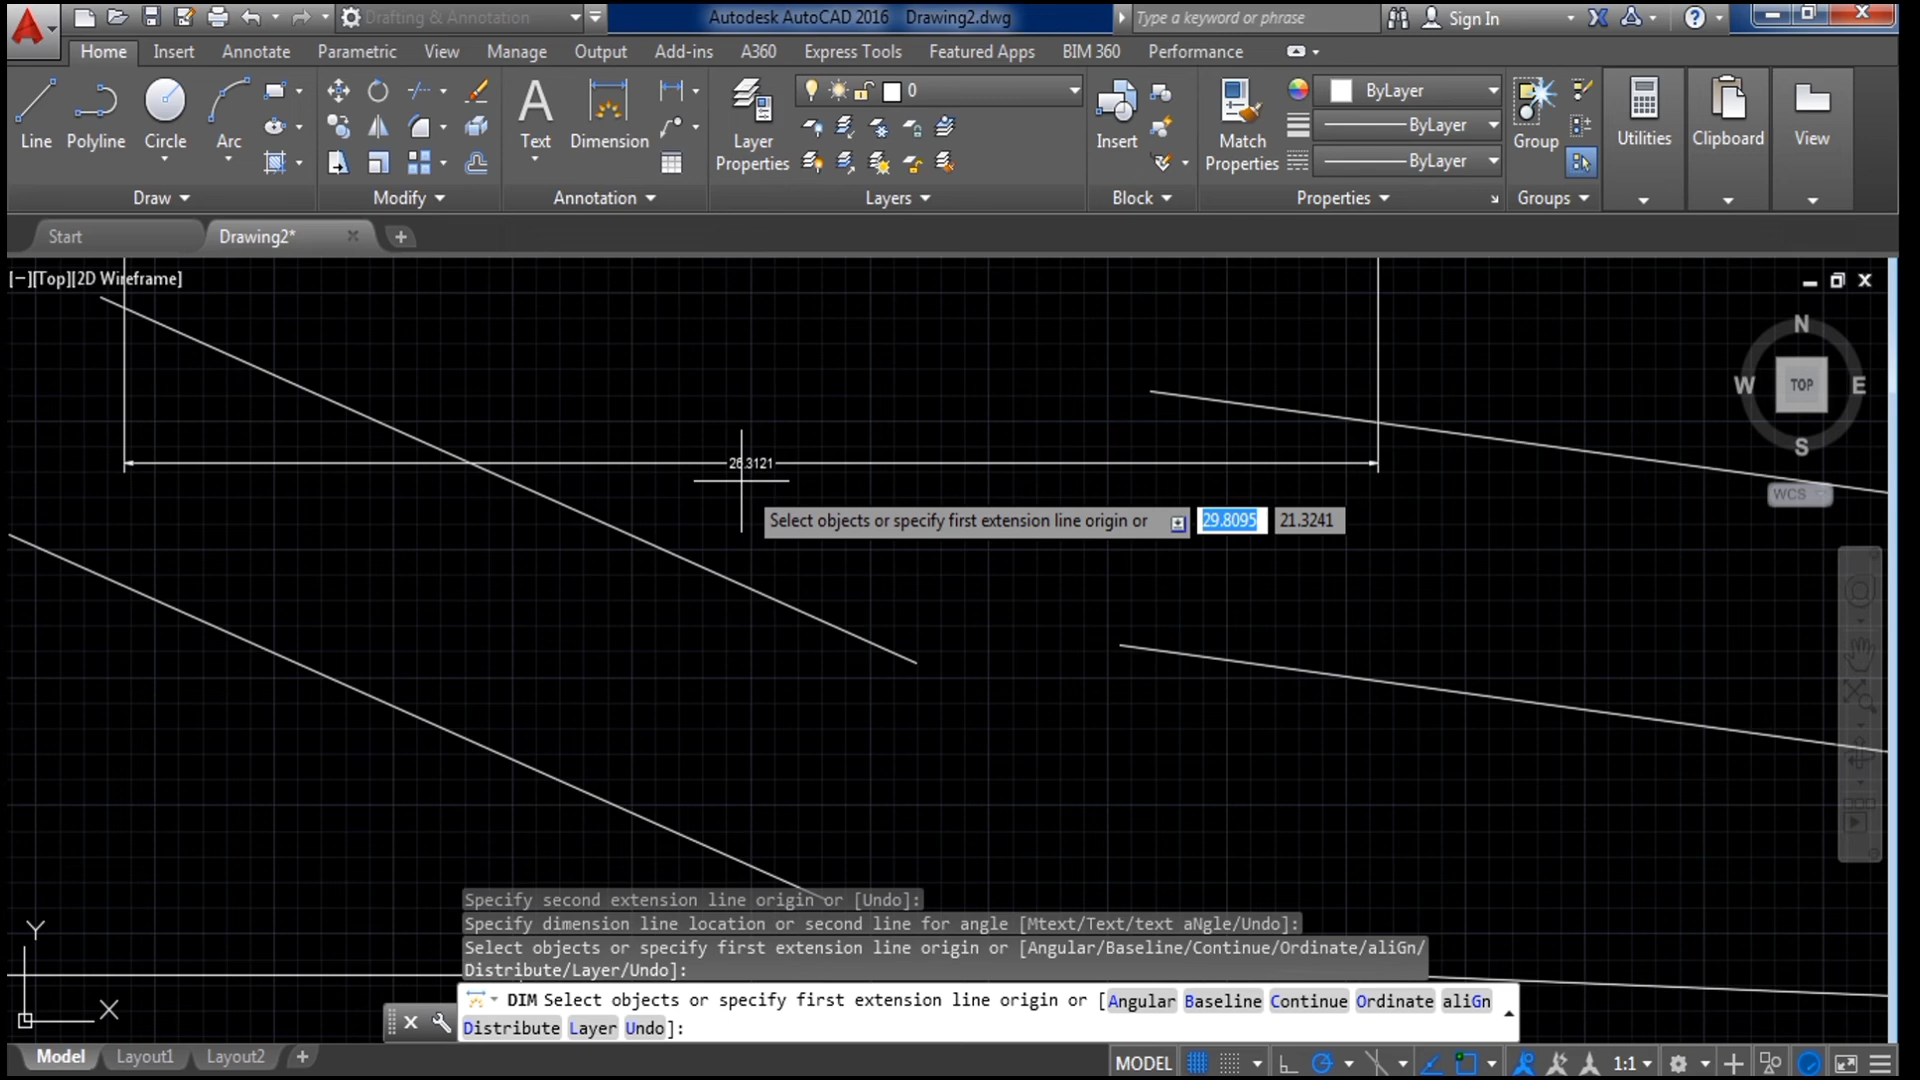 Drafting & Annotation
Autodesk AutoCAD 2016 Drawing2.dwg
Type a keyword or phrase
Sign In
Home Insert Annotate Parametric View Manage Output Add-ins A360 Express Tools Featured Apps BIM 360 Performance
0
ByLayer
ByLayer
ByLayer
Line Polyline Circle Arc
Text Dimension
Layer Properties
Insert
Match Properties
Group
Utilities Clipboard View
Draw Modify Annotation Layers Block Properties Groups
Start Drawing2*
[−][Top][2D Wireframe]
N
W TOP E
S
WCS
26.3121
Select objects or specify first extension line origin or 29.8095 21.3241
Specify second extension line origin or [Undo]:
Specify dimension line location or second line for angle [Mtext/Text/text aNgle/Undo]:
Select objects or specify first extension line origin or [Angular/Baseline/Continue/Ordinate/aliGn/
Distribute/Layer/Undo]:
DIM Select objects or specify first extension line origin or [Angular Baseline Continue Ordinate aliGn
Distribute Layer Undo]:
Y
X
Model Layout1 Layout2
MODEL 1:1